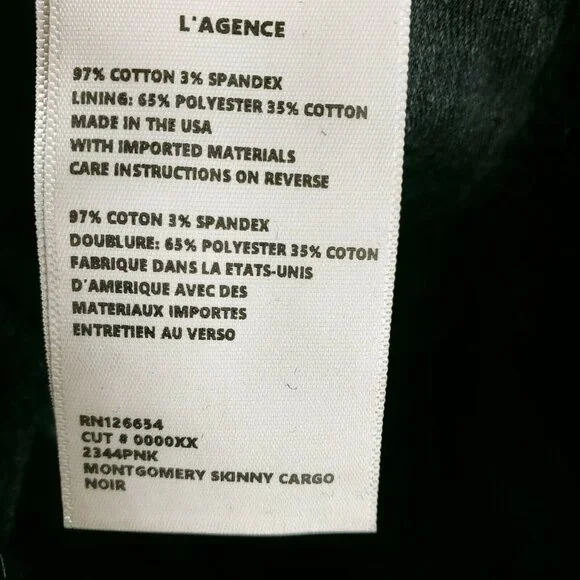 L'AGENCE
97% COTTON 3% SPANDEX
LINING: 65% POLYESTER 35% COTTON
MADE IN THE USA
WITH IMPORTED MATERIALS
CARE INSTRUCTIONS ON REVERSE
97% COTON 3% SPANDEX
DOUBLURE: 65% POLYESTER 35% COTON
FABRIQUE DANS LA ETATS-UNIS
D'AMERIQUE AVEC DES
MATERIAUX IMPORTES
ENTRETIEN AU VERSO
RN126654
CUT # 0000XX
2344PNK
MONTGOMERY SKINNY CARGO
NOIR